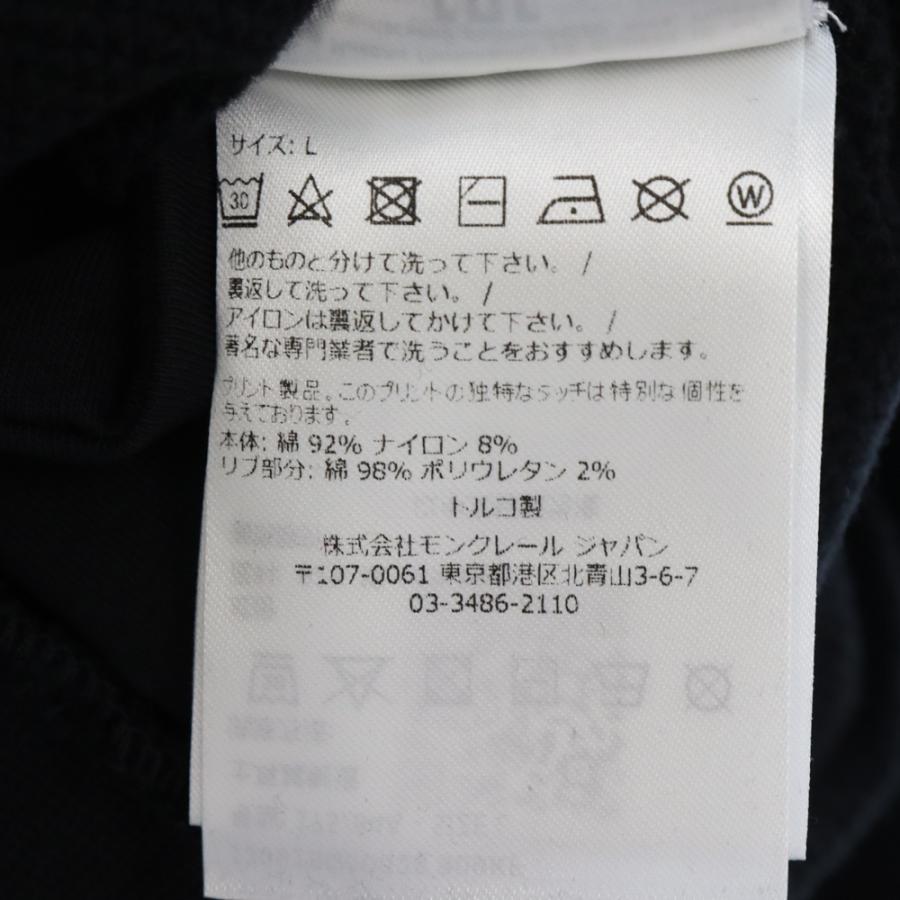 サイズ: L
30
W
他のものと分けて洗って下さい。 /
裏返して洗って下さい。 /
アイロンは裏返してかけて下さい。 /
著名な専門業者で洗うことをおすすめします。
プリント製品。このプリントの独特なタッチは特別な個性を
与えております。
本体: 綿 92% ナイロン 8%
リブ部分: 綿 98% ポリウレタン 2%
トルコ製
株式会社モンクレール ジャパン
〒107-0061 東京都港区北青山3-6-7
03-3486-2110